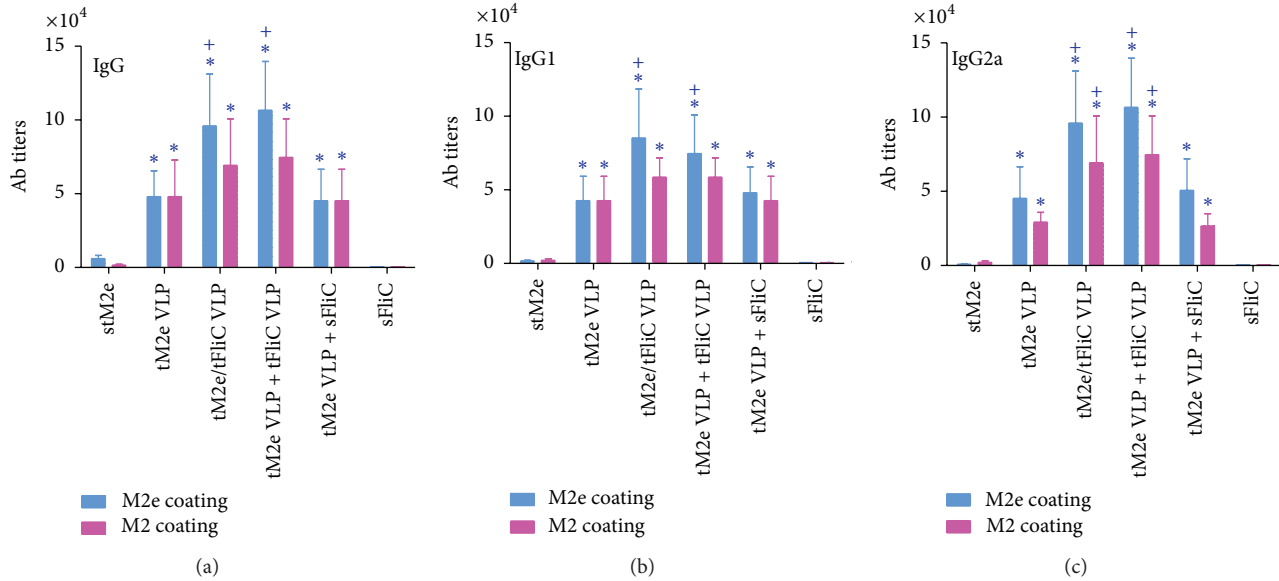 ×10⁴
15
10
5
0
Ab titers
IgG
+
*
+
*
*
*
*
*
*
*
stM2e
tM2e VLP
tM2e/tFliC VLP
tM2e VLP + tFliC VLP
tM2e VLP + sFliC
sFliC
M2e coating
M2 coating
(a)
×10⁴
15
10
5
0
Ab titers
IgG1
+
*
+
*
*
*
*
*
*
*
stM2e
tM2e VLP
tM2e/tFliC VLP
tM2e VLP + tFliC VLP
tM2e VLP + sFliC
sFliC
M2e coating
M2 coating
(b)
×10⁴
15
10
5
0
Ab titers
IgG2a
+
*
+
*
+
*
+
*
*
*
*
*
stM2e
tM2e VLP
tM2e/tFliC VLP
tM2e VLP + tFliC VLP
tM2e VLP + sFliC
sFliC
M2e coating
M2 coating
(c)